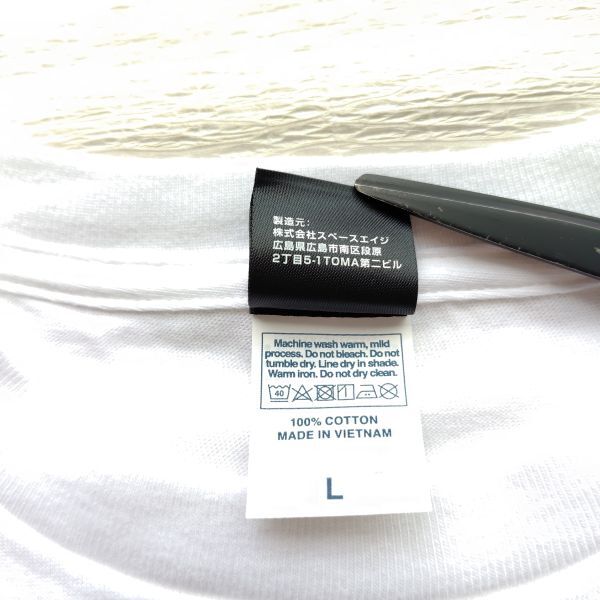 製造元:
株式会社スペースエイジ
広島県広島市南区段原
2丁目5-1TOMA第二ビル
Machine wash warm, mild
process. Do not bleach. Do not
tumble dry. Line dry in shade.
Warm iron. Do not dry clean.
40
100% COTTON
MADE IN VIETNAM
L